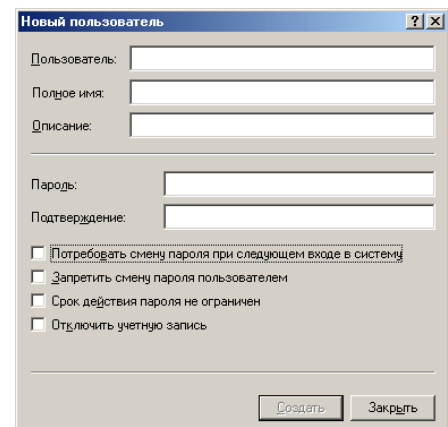 Новый пользователь
Пользователь:
Полное имя:
Описание:
Пароль:
Подтверждение:
Потребовать смену пароля при следующем входе в систему
Запретить смену пароля пользователем
Срок действия пароля не ограничен
Отключить учетную запись
Создать Закрыть